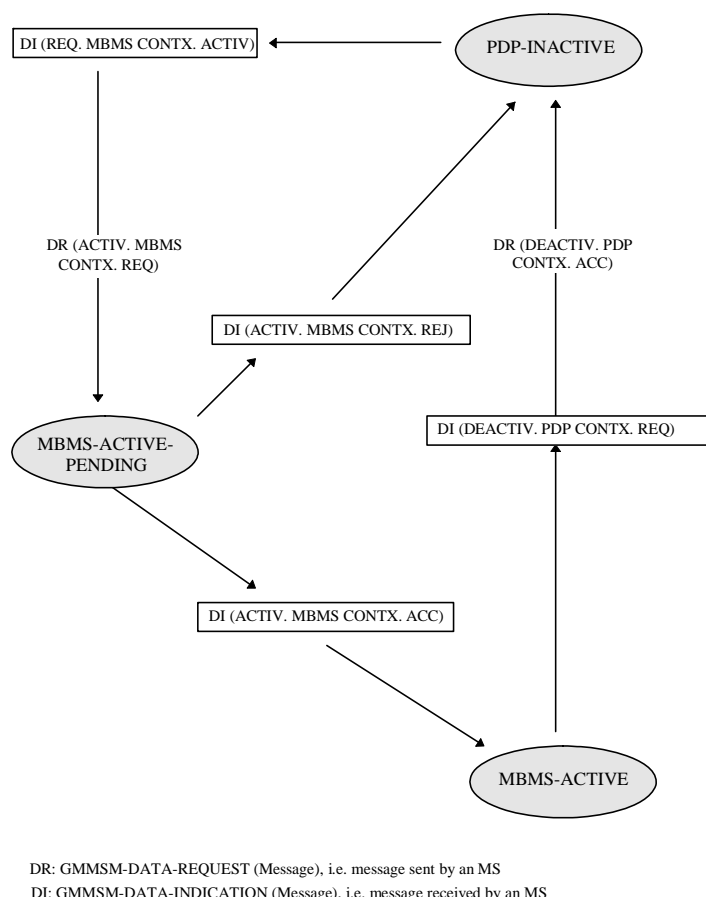 DI (REQ. MBMS CONTX. ACTIV)
PDP-INACTIVE
DR (ACTIV. MBMS
CONTX. REQ)
DR (DEACTIV. PDP
CONTX. ACC)
DI (ACTIV. MBMS CONTX. REJ)
MBMS-ACTIVE-
PENDING
DI (DEACTIV. PDP CONTX. REQ)
DI (ACTIV. MBMS CONTX. ACC)
MBMS-ACTIVE
DR: GMMSM-DATA-REQUEST (Message), i.e. message sent by an MS
DI: GMMSM-DATA-INDICATION (Message), i.e. message received by an MS